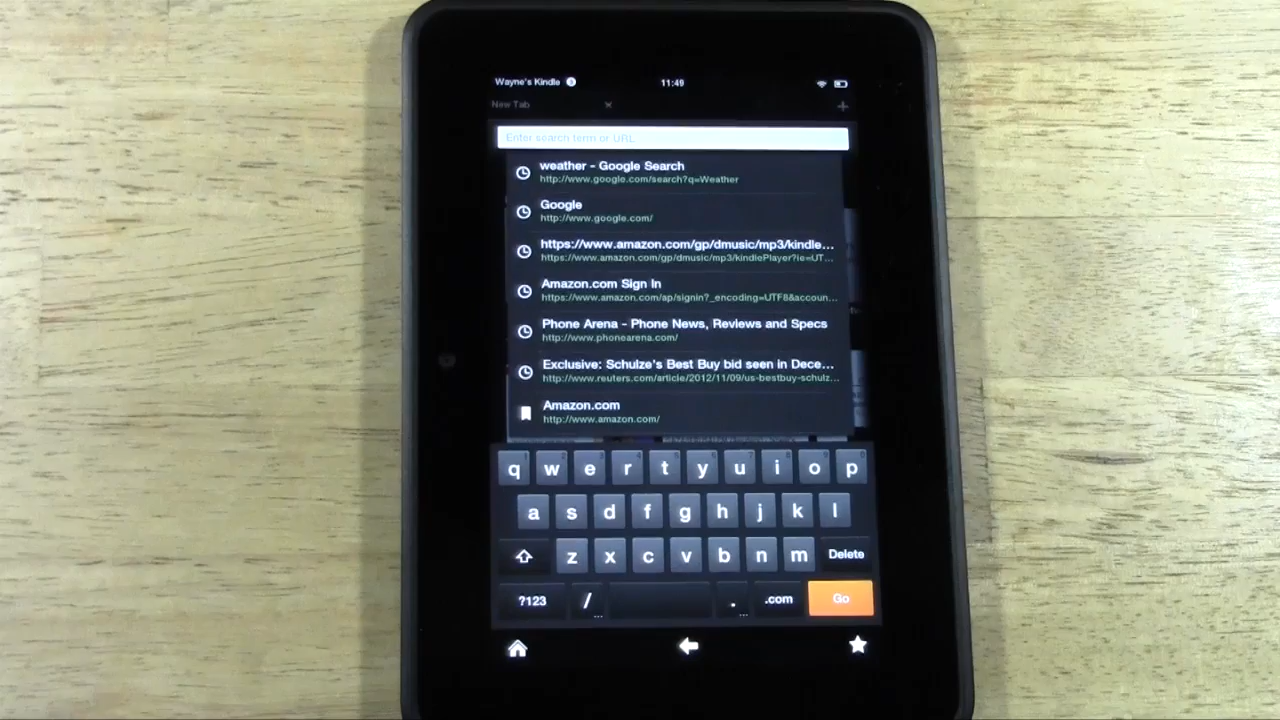 Wayne's Kindle 3 11:49
New Tab × +
Enter search term or URL
weather - Google Search
http://www.google.com/search?q=Weather
Google
http://www.google.com/
https://www.amazon.com/gp/dmusic/mp3/kindle...
https://www.amazon.com/gp/dmusic/mp3/kindlePlayer?ie=UT...
Amazon.com Sign In
https://www.amazon.com/ap/signin?_encoding=UTF8&accoun...
Phone Arena - Phone News, Reviews and Specs
http://www.phonearena.com/
Exclusive: Schulze's Best Buy bid seen in Dece...
http://www.reuters.com/article/2012/11/09/us-bestbuy-schulz...
Amazon.com
http://www.amazon.com/
q w e r t y u i o p
a s d f g h j k l
z x c v b n m Delete
?123 / . .com Go